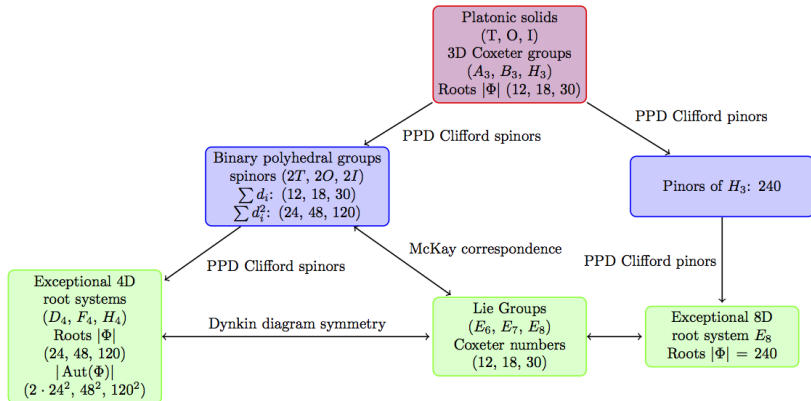 Platonic solids
(T, O, I)
3D Coxeter groups
(A₃, B₃, H₃)
Roots |Φ| (12, 18, 30)
PPD Clifford spinors
PPD Clifford pinors
Binary polyhedral groups
spinors (2T, 2O, 2I)
∑ dᵢ: (12, 18, 30)
∑ dᵢ²: (24, 48, 120)
Pinors of H₃: 240
PPD Clifford spinors
McKay correspondence
PPD Clifford pinors
Exceptional 4D
root systems
(D₄, F₄, H₄)
Roots |Φ|
(24, 48, 120)
|Aut(Φ)|
(2 · 24², 48², 120²)
Dynkin diagram symmetry
Lie Groups
(E₆, E₇, E₈)
Coxeter numbers
(12, 18, 30)
Exceptional 8D
root system E₈
Roots |Φ| = 240